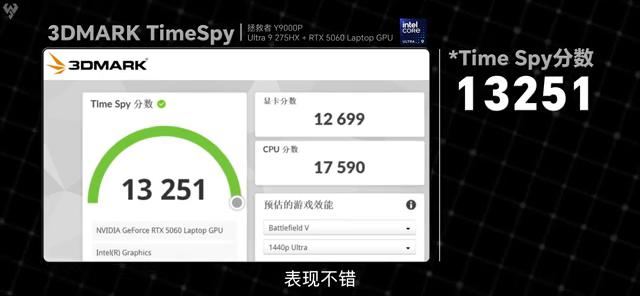 3DMARK TimeSpy
拯救者 Y9000P
Ultra 9 275HX + RTX 5060 Laptop GPU
intel
CORE
ULTRA 9
*Time Spy分数
13251
3DMARK
Time Spy 分数
13 251
NVIDIA GeForce RTX 5060 Laptop GPU
Intel(R) Graphics
显卡分数
12 699
CPU 分数
17 590
预估的游戏效能
Battlefield V
1440p Ultra
表现不错